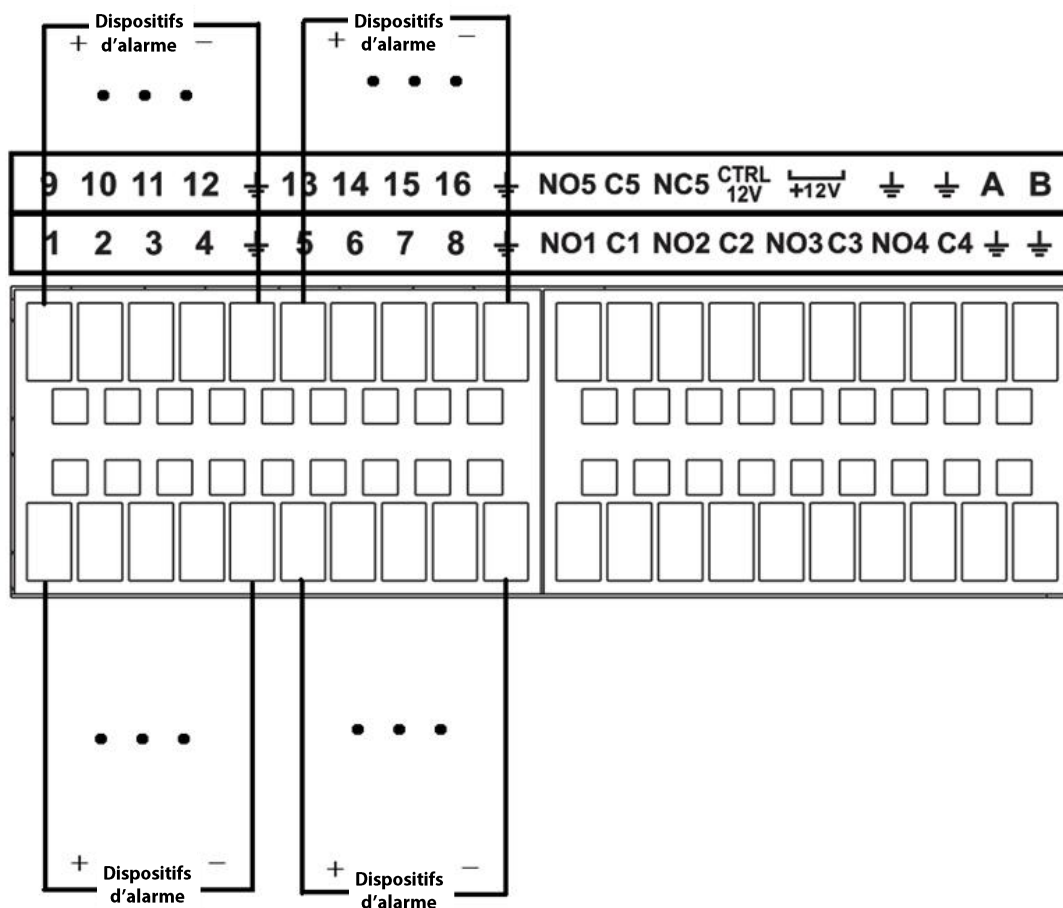 Dispositifs
d’alarme
+ −
Dispositifs
d’alarme
+ −
9 10 11 12 ⏚ 13 14 15 16 ⏚ NO5 C5 NC5 CTRL 12V +12V ⏚ ⏚ A B
1 2 3 4 ⏚ 5 6 7 8 ⏚ NO1 C1 NO2 C2 NO3 C3 NO4 C4 ⏚ ⏚
+ −
Dispositifs
d’alarme
+ −
Dispositifs
d’alarme